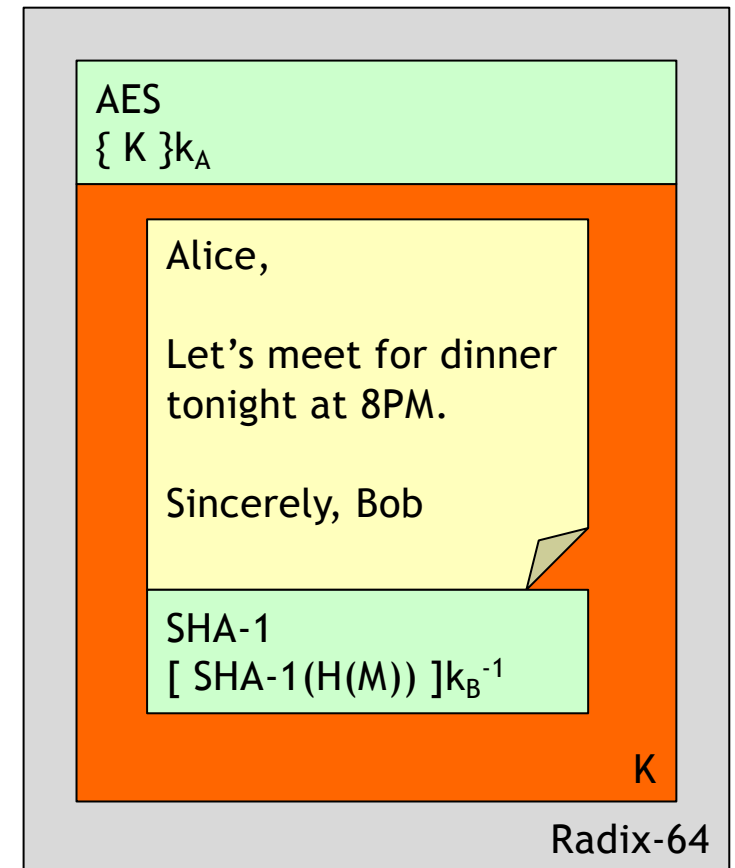 AES
{ K }kₐ
Alice,
Let’s meet for dinner
tonight at 8PM.
Sincerely, Bob
SHA-1
[ SHA-1(H(M)) ]k_B⁻¹
K
Radix-64